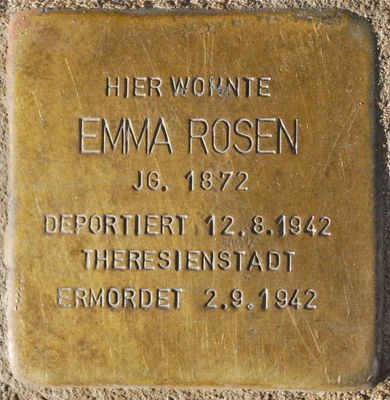 HIER WOHNTE
EMMA ROSEN
JG. 1872
DEPORTIERT 12.8.1942
THERESIENSTADT
ERMORDET 2.9.1942